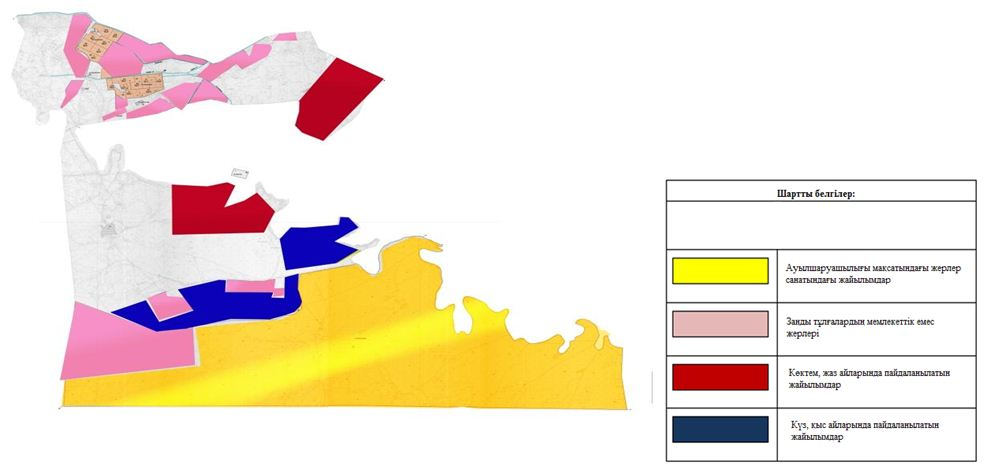 Шартты белгілер:
Ауылшаруашылығы мақсатындағы жерлер
санатындағы жайылымдар
Заңды тұлғалардың мемлекеттік емес
жерлері
Көктем, жаз айларында пайдаланылатын
жайылымдар
Күз, қыс айларында пайдаланылатын
жайылымдар